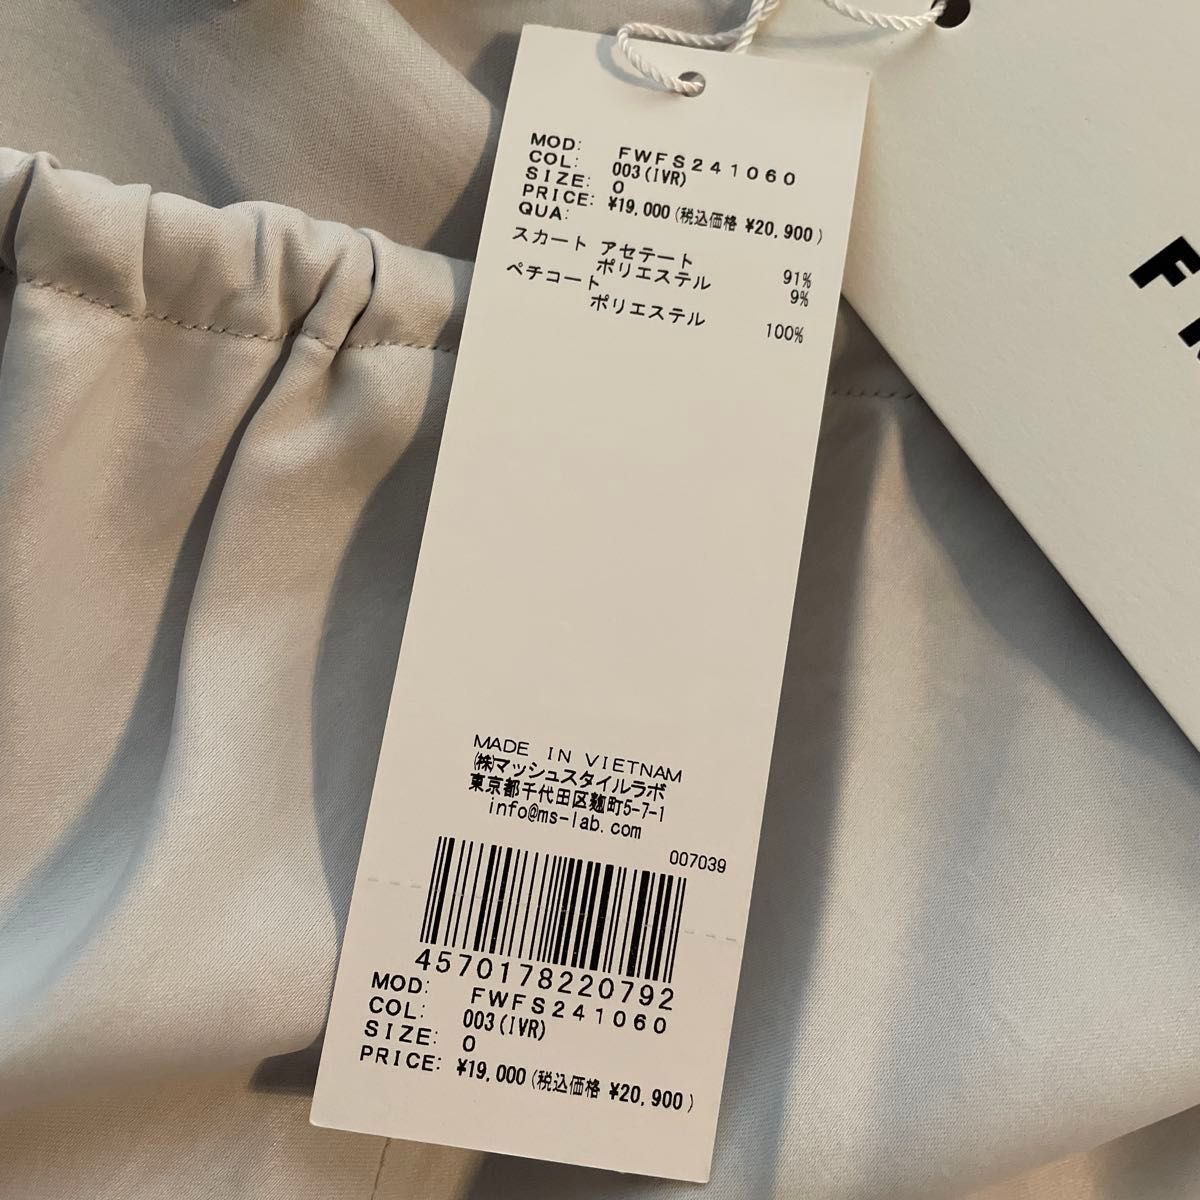 MOD: FWFS241060
COL: 003(IVR)
SIZE: 0
PRICE: ¥19,000(税込価格 ¥20,900)
QUA:
スカート アセテート 91%
ポリエステル 9%
ペチコート
ポリエステル 100%
MADE IN VIETNAM
㈱マッシュスタイルラボ
東京都千代田区麹町5-7-1
info@ms-lab.com
007039
4570178220792
MOD: FWFS241060
COL: 003(IVR)
SIZE: 0
PRICE: ¥19,000(税込価格 ¥20,900)
F